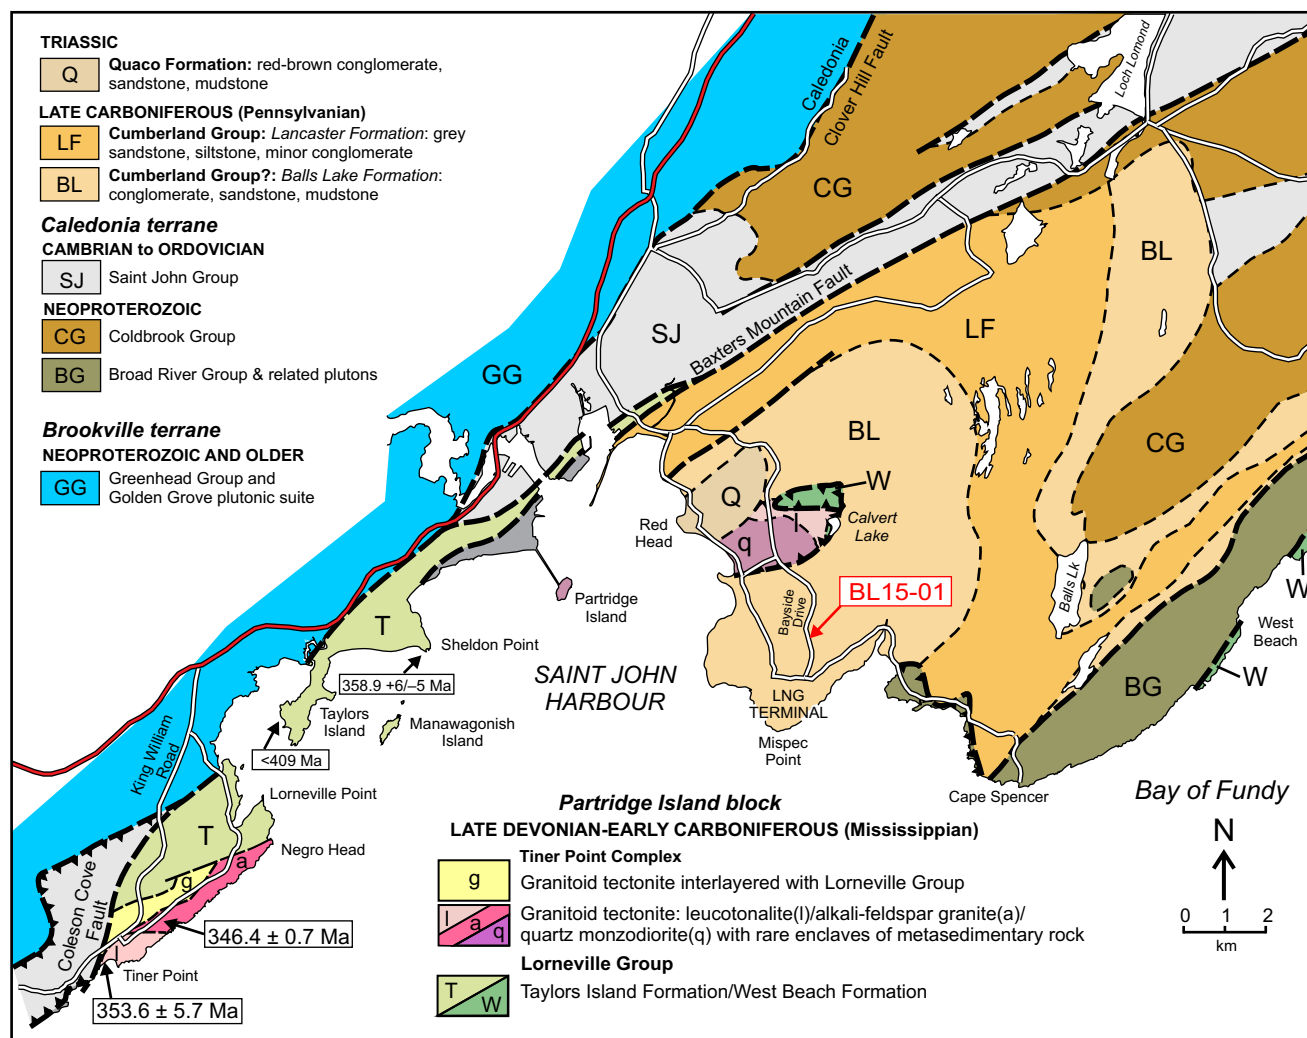 TRIASSIC
Q
Quaco Formation: red-brown conglomerate,
sandstone, mudstone
LATE CARBONIFEROUS (Pennsylvanian)
LF
Cumberland Group: Lancaster Formation: grey
sandstone, siltstone, minor conglomerate
BL
Cumberland Group?: Balls Lake Formation:
conglomerate, sandstone, mudstone
Caledonia terrane
CAMBRIAN to ORDOVICIAN
SJ
Saint John Group
NEOPROTEROZOIC
CG
Coldbrook Group
BG
Broad River Group & related plutons
Brookville terrane
NEOPROTEROZOIC AND OLDER
GG
Greenhead Group and
Golden Grove plutonic suite
Caledonia
Clover Hill Fault
Loch Lomond
CG
BL
SJ
Baxters Mountain Fault
LF
GG
BL
CG
Q
W
l
Calvert
Lake
q
Red
Head
Bayside
Drive
BL15-01
Balls Lk
W
West
Beach
W
BG
Partridge
Island
T
Sheldon Point
358.9 +6/–5 Ma
SAINT JOHN
HARBOUR
LNG
TERMINAL
Mispec
Point
Taylors
Island
Manawagonish
Island
<409 Ma
King William
Road
Lorneville Point
T
Negro Head
a
g
Coleson Cove
Fault
346.4 ± 0.7 Ma
l
Tiner Point
353.6 ± 5.7 Ma
Cape Spencer
Bay of Fundy
N
0 1 2
km
Partridge Island block
LATE DEVONIAN-EARLY CARBONIFEROUS (Mississippian)
Tiner Point Complex
g
Granitoid tectonite interlayered with Lorneville Group
l
a
q
Granitoid tectonite: leucotonalite(l)/alkali-feldspar granite(a)/
quartz monzodiorite(q) with rare enclaves of metasedimentary rock
Lorneville Group
T
W
Taylors Island Formation/West Beach Formation